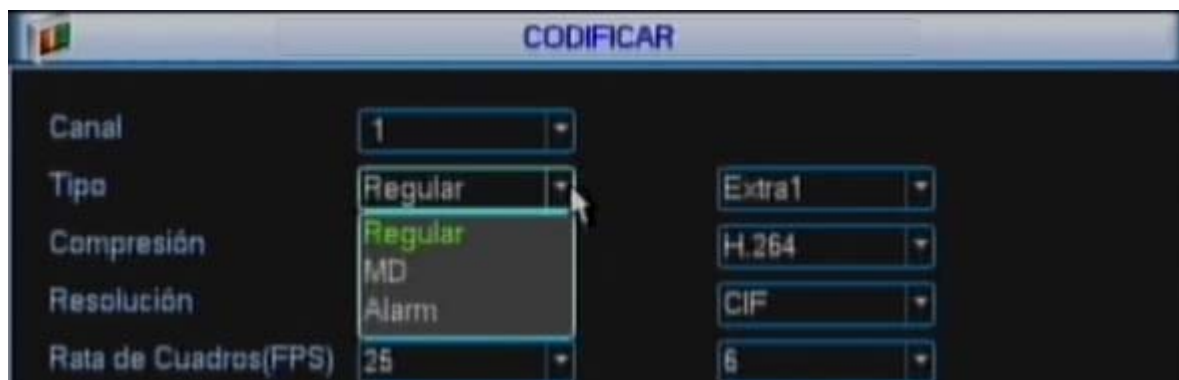 CODIFICAR
Canal 1
Tipo Regular Extra1
Regular
Compresión H.264
MD
Resolución CIF
Alarm
Rata de Cuadros(FPS) 25 6